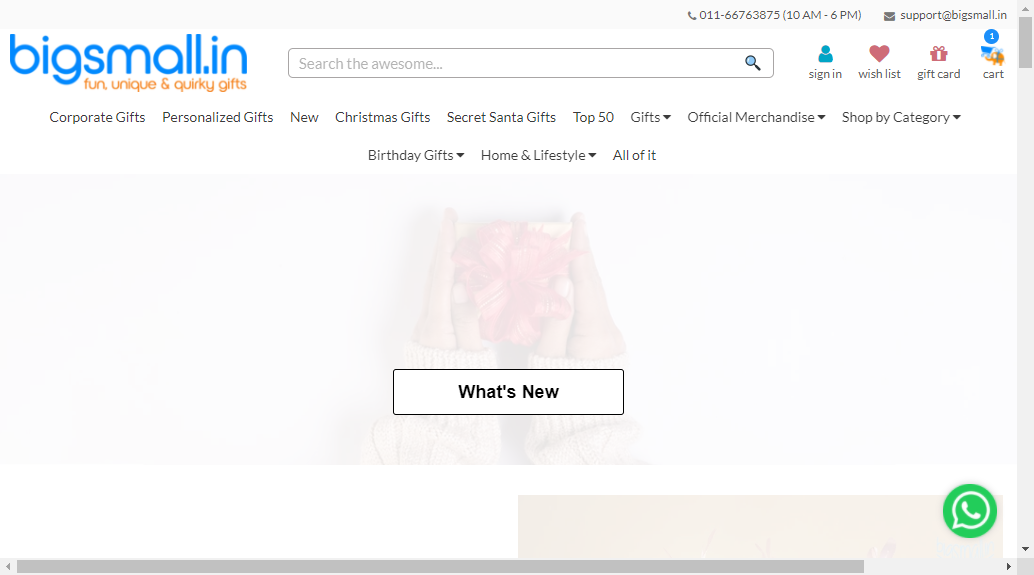 011-66763875 (10 AM - 6 PM) support@bigsmall.in
bigsmall.in
fun, unique & quirky gifts
Search the awesome...
1
sign in wish list gift card cart
Corporate Gifts Personalized Gifts New Christmas Gifts Secret Santa Gifts Top 50 Gifts Official Merchandise Shop by Category
Birthday Gifts Home & Lifestyle All of it
What's New